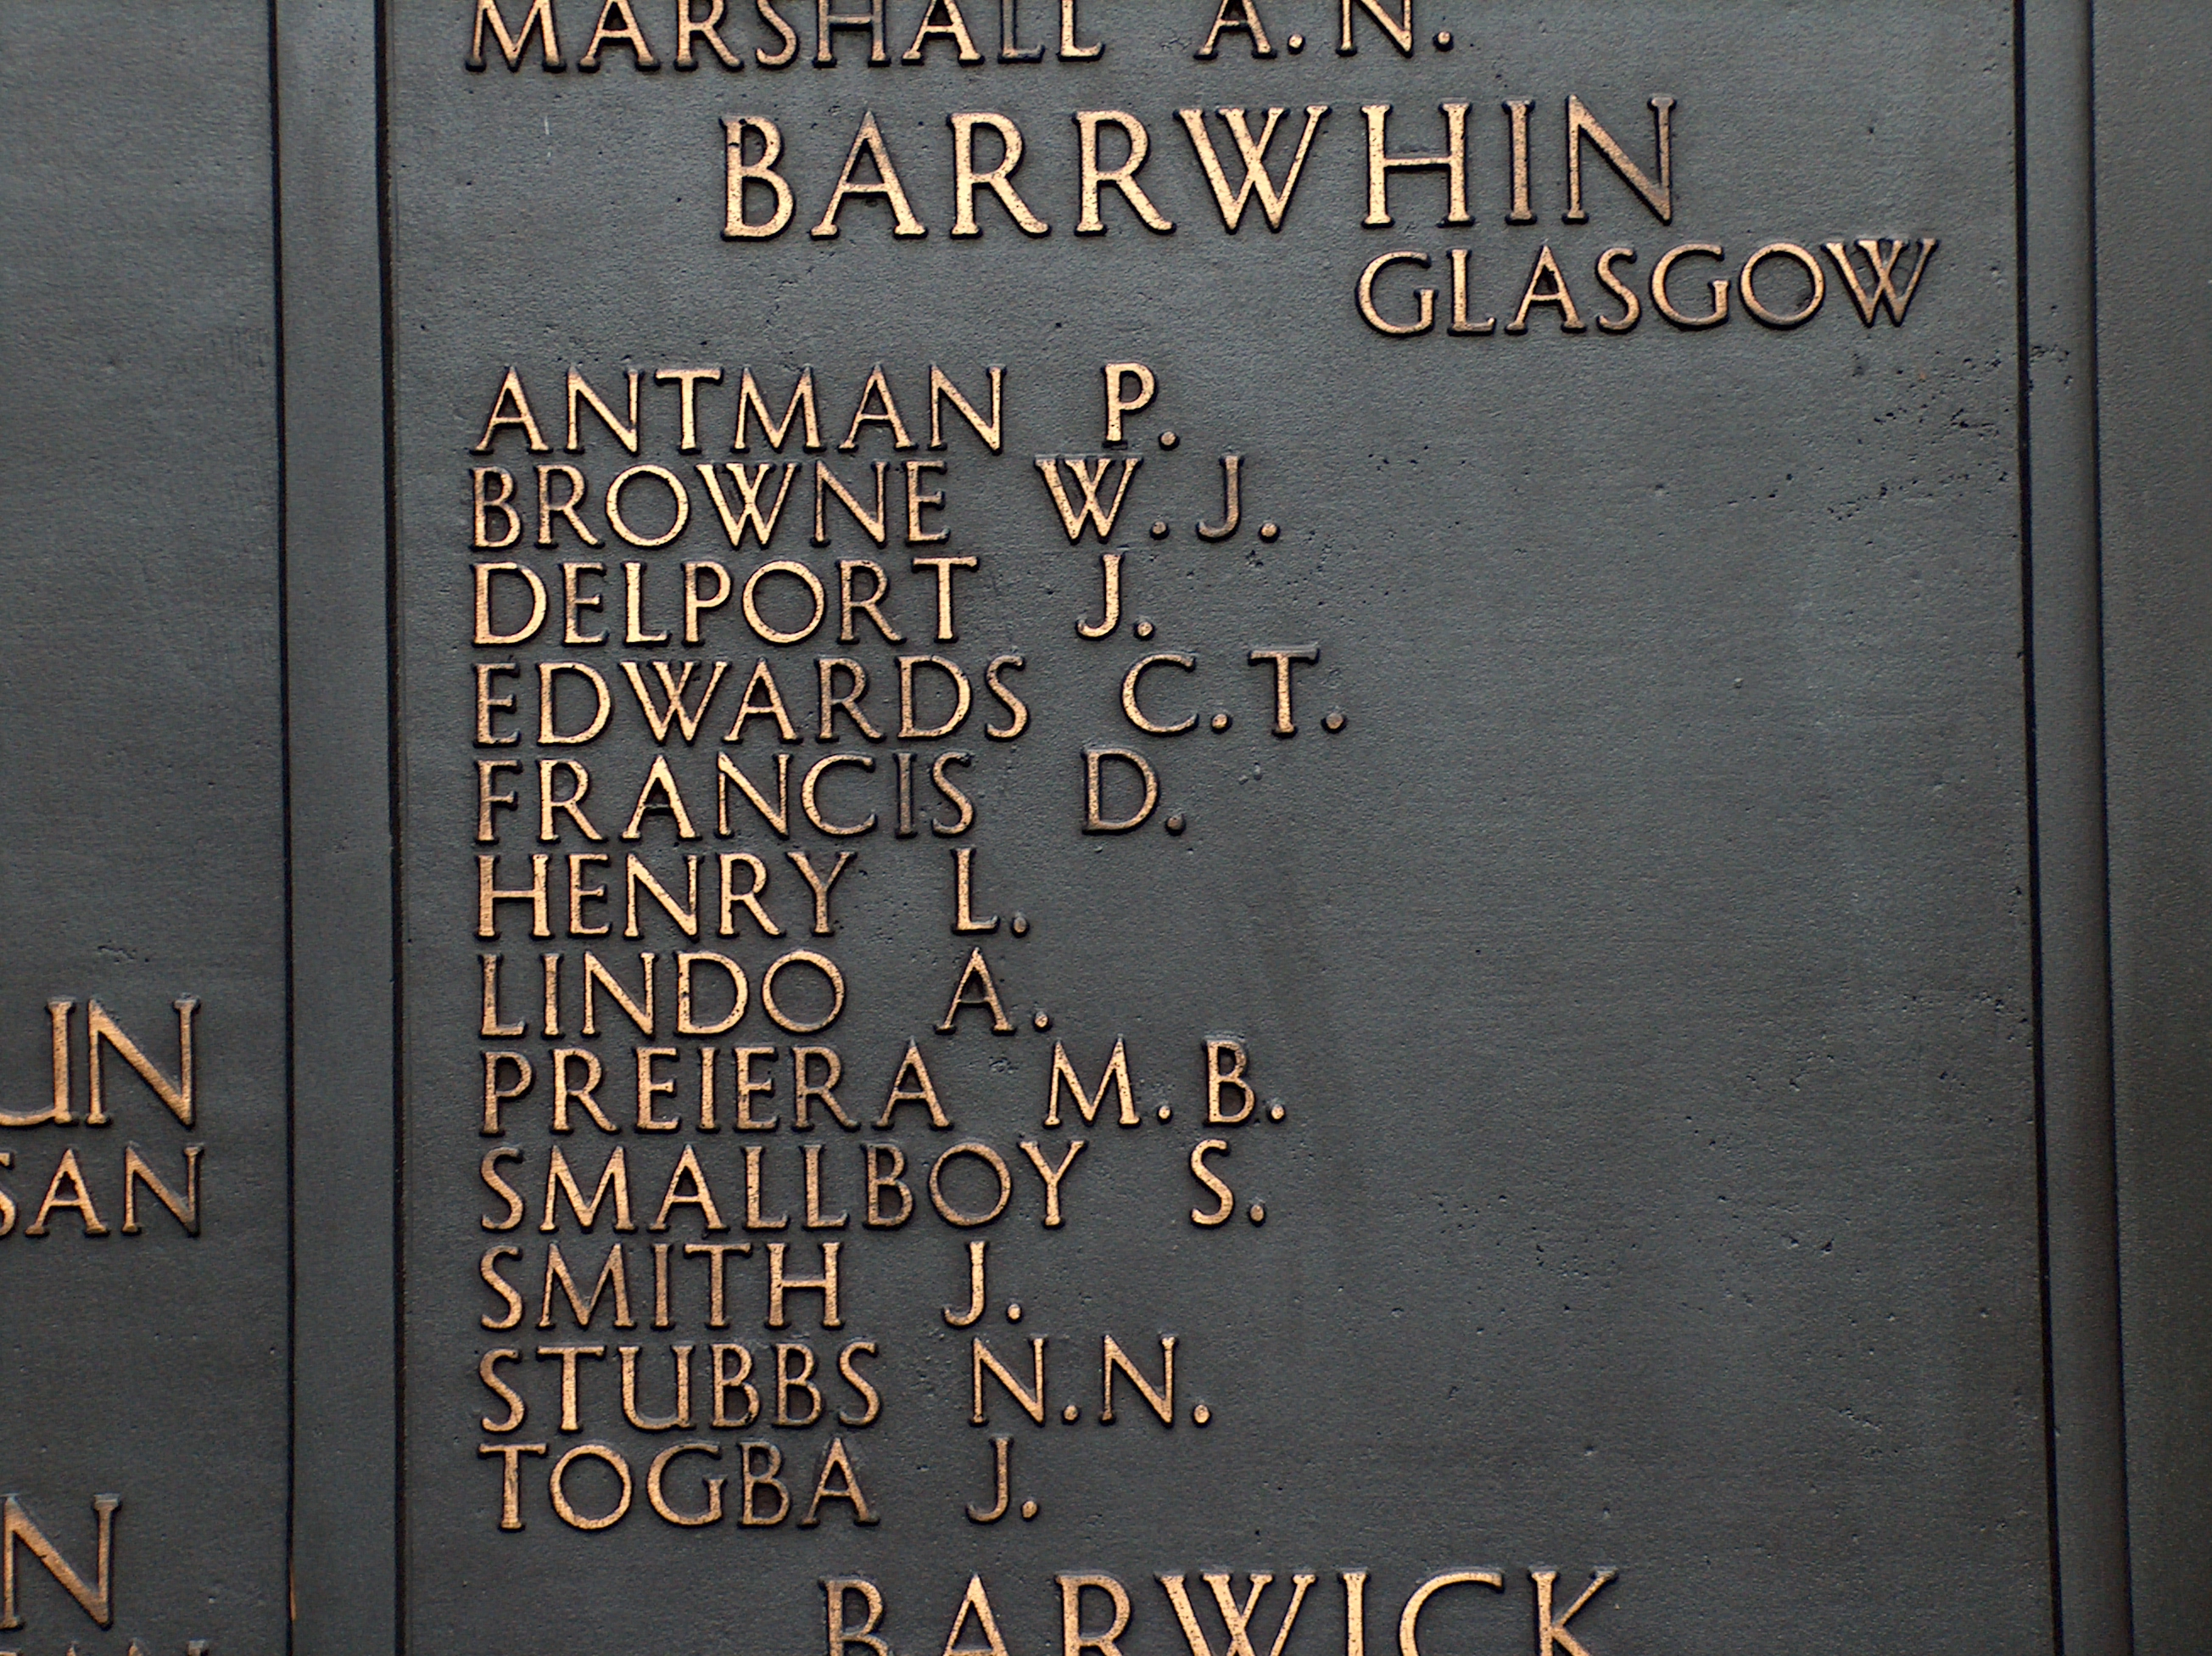 MARSHALL A.N.
BARRWHIN
GLASGOW
ANTMAN P.
BROWNE W.J.
DELPORT J.
EDWARDS C.T.
FRANCIS D.
HENRY L.
LINDO A.
PREIERA M.B.
SMALLBOY S.
SMITH J.
STUBBS N.N.
TOGBA J.
BARWICK